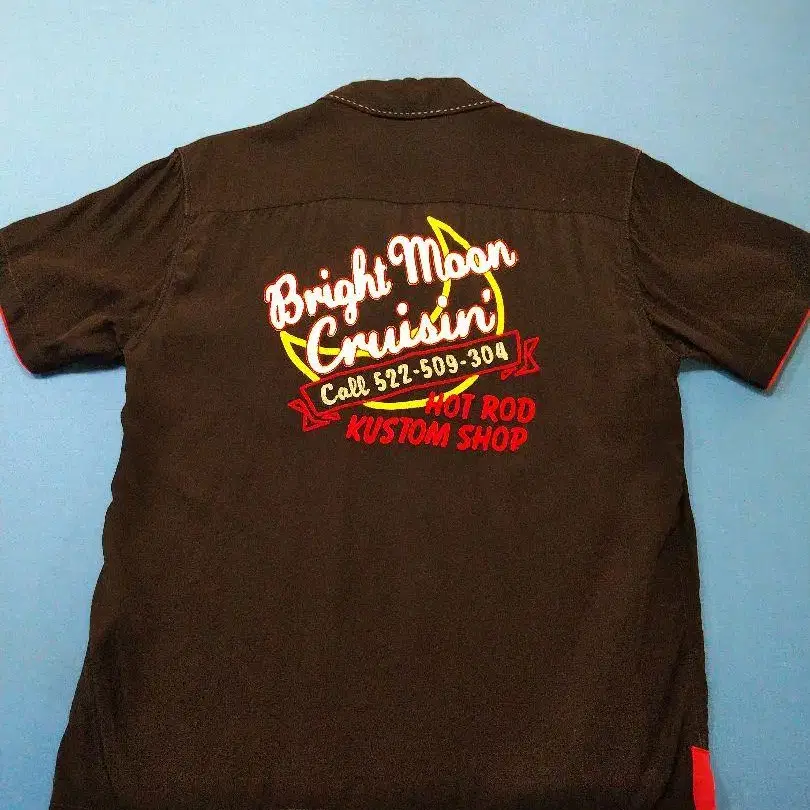 Bright Moon
Cruisin'
Call 522-509-304
HOT ROD
KUSTOM SHOP